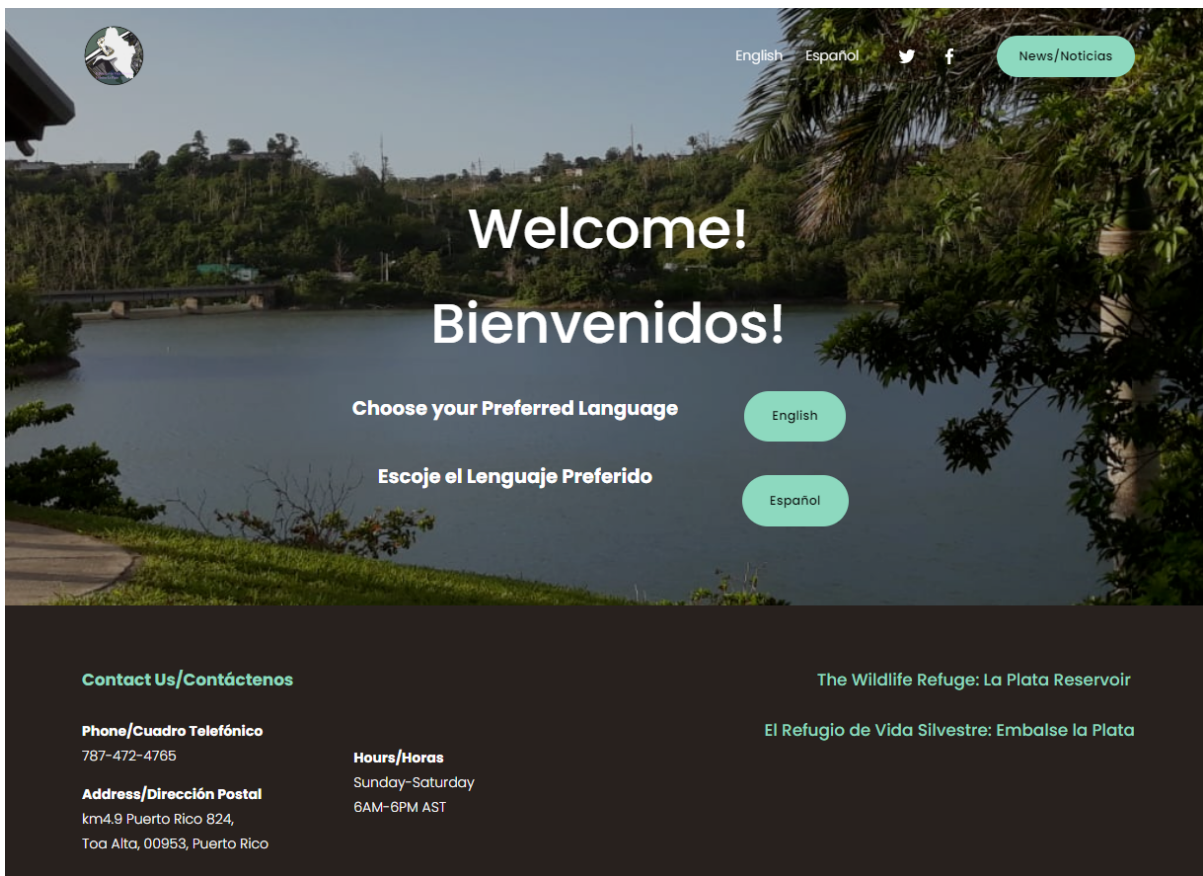 English Español News/Noticias
Welcome!
Bienvenidos!
Choose your Preferred Language
English
Escoje el Lenguaje Preferido
Español
Contact Us/Contáctenos
Phone/Cuadro Telefónico
787-472-4765
Address/Dirección Postal
km4.9 Puerto Rico 824,
Toa Alta, 00953, Puerto Rico
Hours/Horas
Sunday-Saturday
6AM-6PM AST
The Wildlife Refuge: La Plata Reservoir
El Refugio de Vida Silvestre: Embalse la Plata